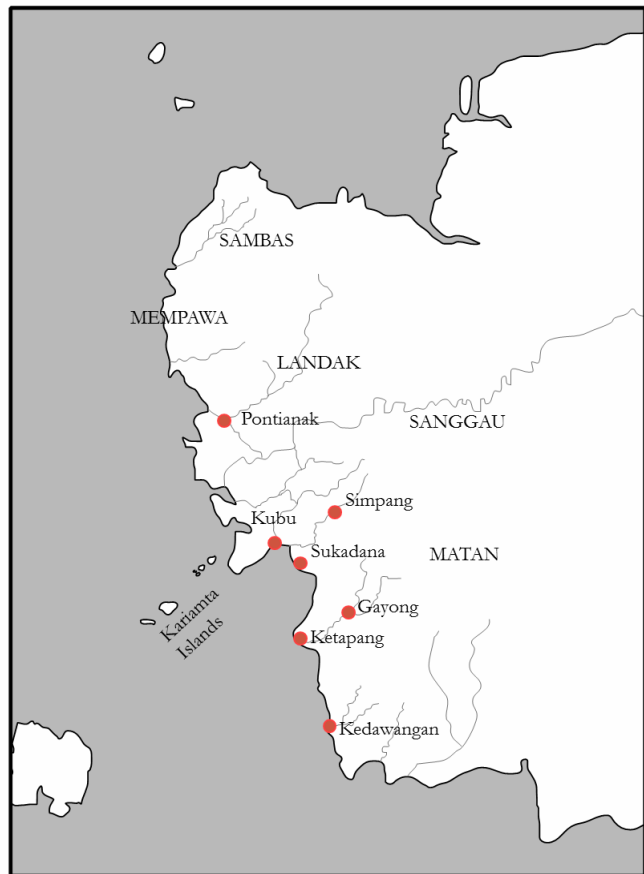 SAMBAS
MEMPAWA
LANDAK
Pontianak
SANGGAU
Simpang
Kubu
Sukadana
MATAN
Kariamta
Islands
Gayong
Ketapang
Kedawangan